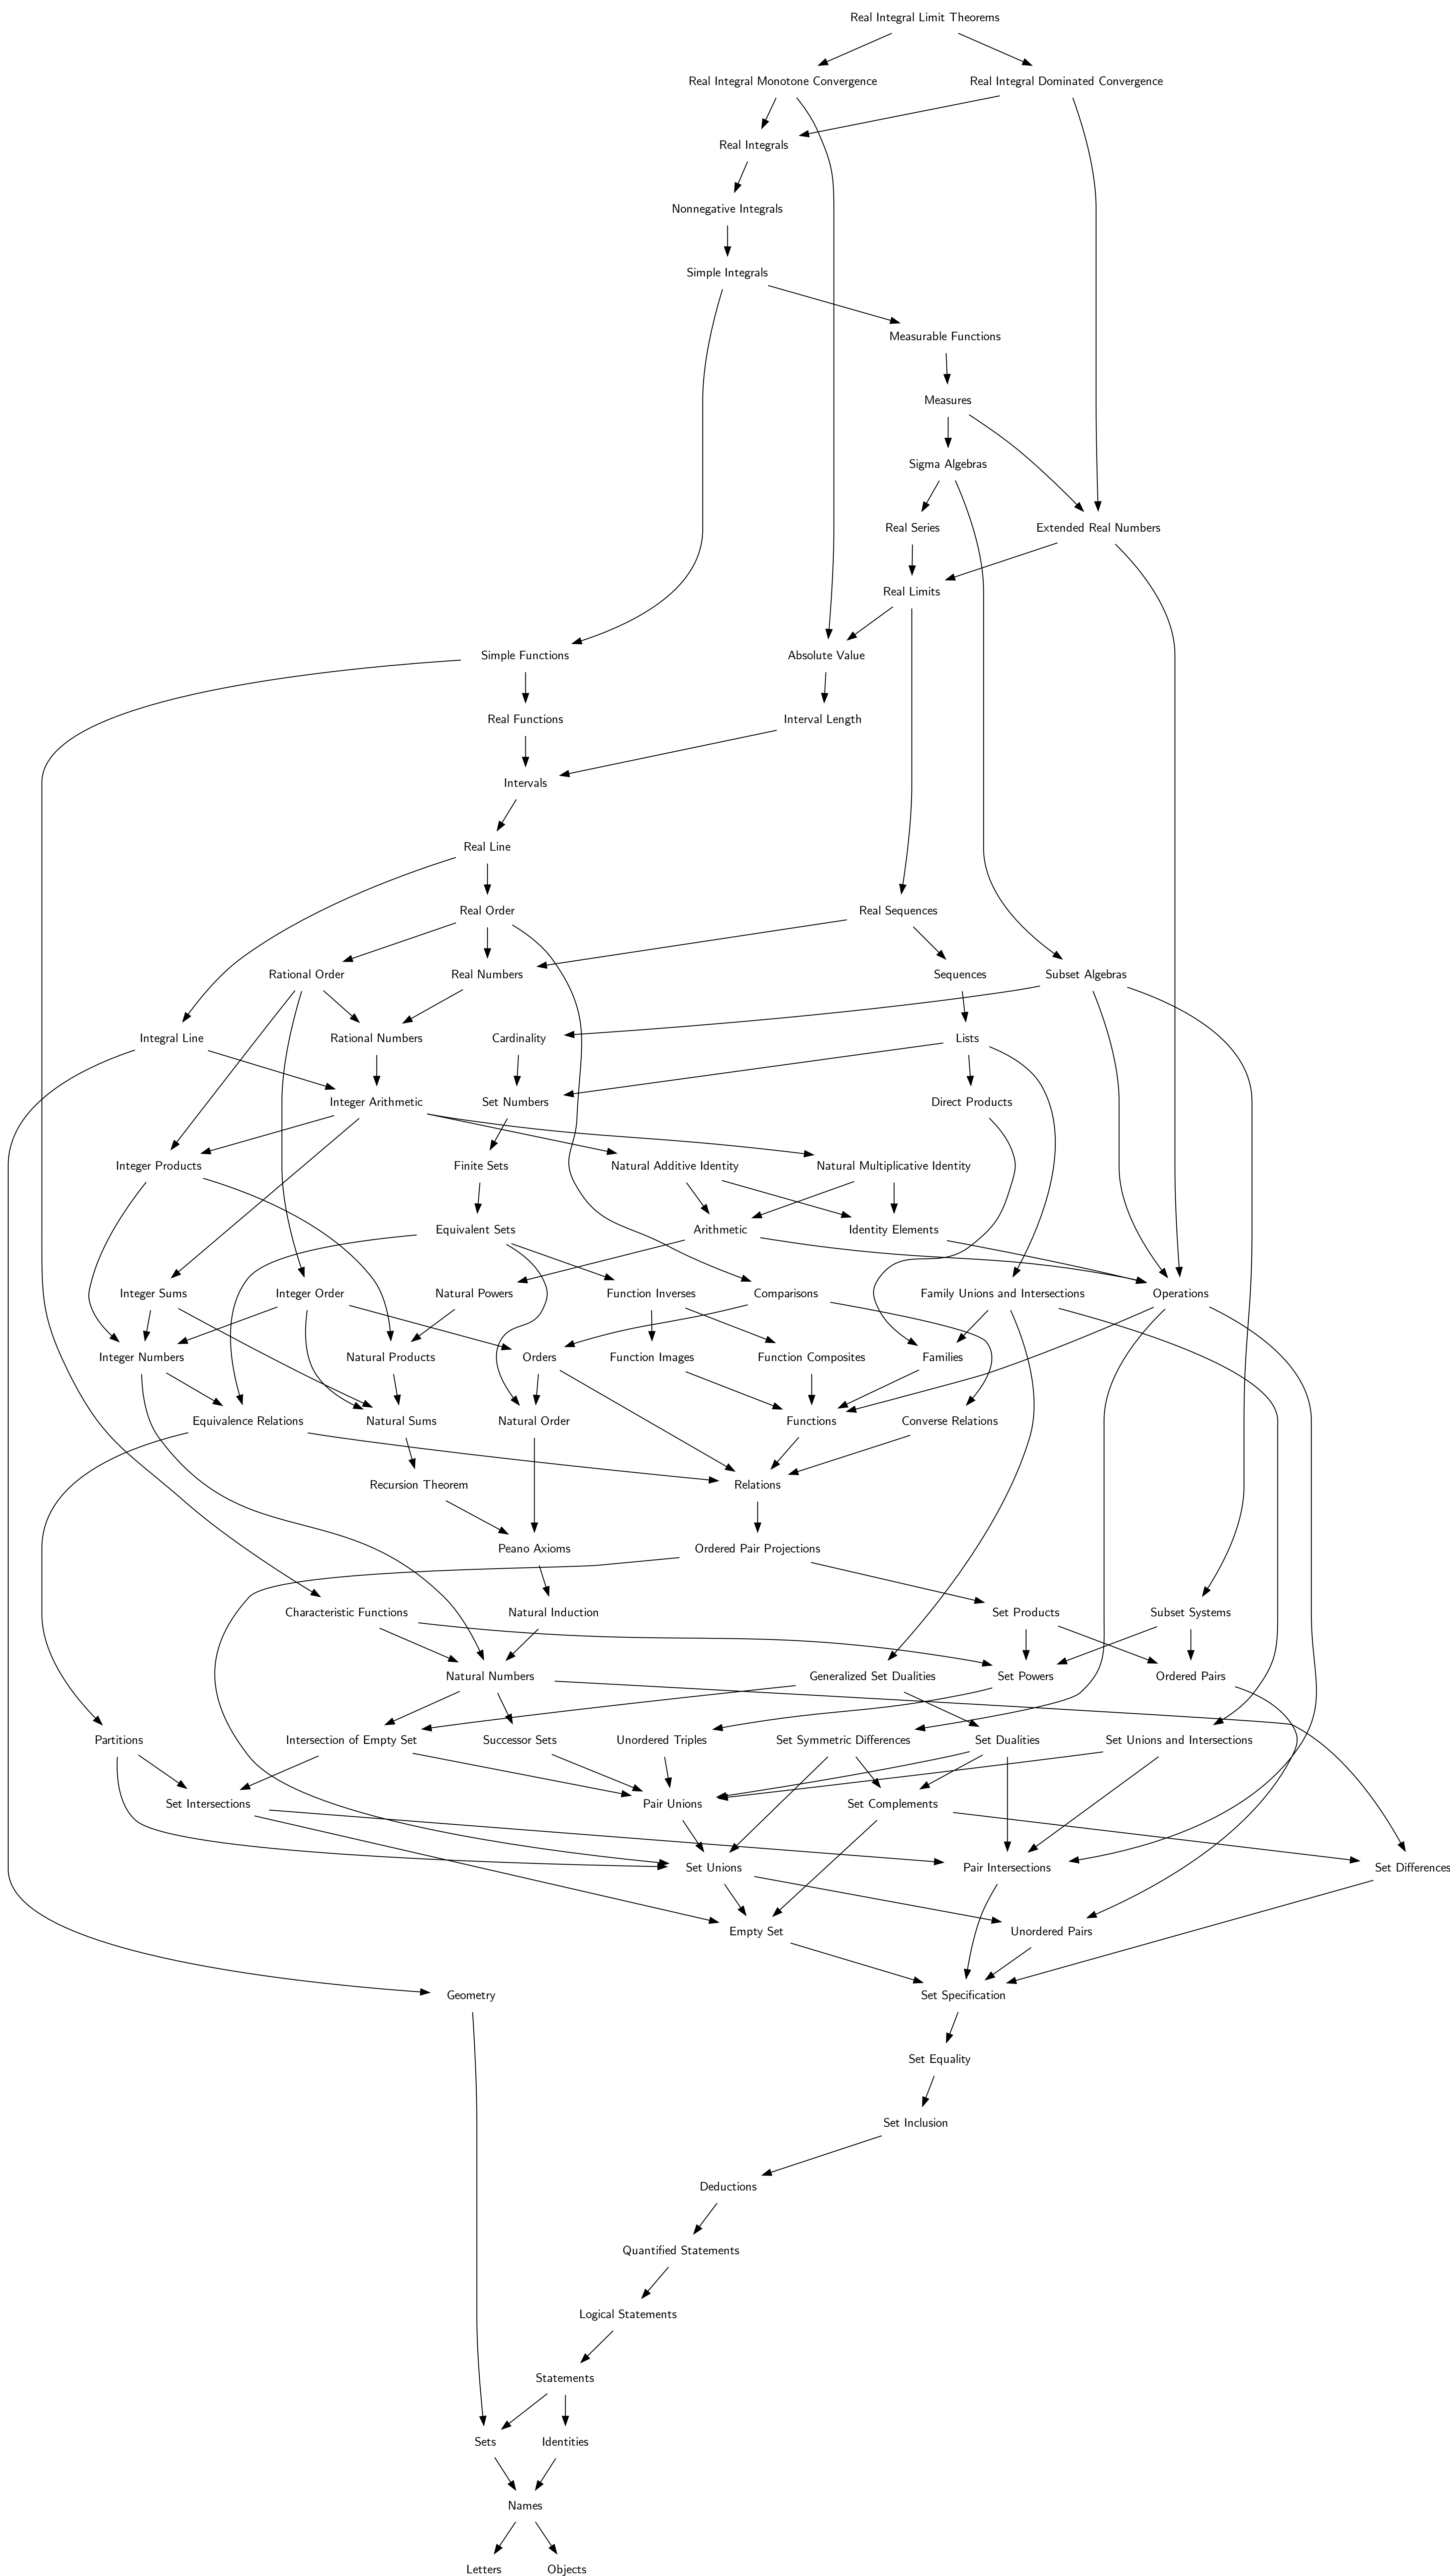 Real Integral Limit Theorems
Real Integral Monotone Convergence
Real Integral Dominated Convergence
Real Integrals
Nonnegative Integrals
Simple Integrals
Measurable Functions
Measures
Sigma Algebras
Real Series
Extended Real Numbers
Real Limits
Simple Functions
Absolute Value
Real Functions
Interval Length
Intervals
Real Line
Real Order
Real Sequences
Rational Order
Real Numbers
Sequences
Subset Algebras
Integral Line
Rational Numbers
Cardinality
Lists
Integer Arithmetic
Set Numbers
Direct Products
Integer Products
Finite Sets
Natural Additive Identity
Natural Multiplicative Identity
Equivalent Sets
Arithmetic
Identity Elements
Integer Sums
Integer Order
Natural Powers
Function Inverses
Comparisons
Family Unions and Intersections
Operations
Integer Numbers
Natural Products
Orders
Function Images
Function Composites
Families
Equivalence Relations
Natural Sums
Natural Order
Functions
Converse Relations
Recursion Theorem
Relations
Peano Axioms
Ordered Pair Projections
Characteristic Functions
Natural Induction
Set Products
Subset Systems
Natural Numbers
Generalized Set Dualities
Set Powers
Ordered Pairs
Partitions
Intersection of Empty Set
Successor Sets
Unordered Triples
Set Symmetric Differences
Set Dualities
Set Unions and Intersections
Set Intersections
Pair Unions
Set Complements
Set Unions
Pair Intersections
Set Differences
Empty Set
Unordered Pairs
Geometry
Set Specification
Set Equality
Set Inclusion
Deductions
Quantified Statements
Logical Statements
Statements
Sets
Identities
Names
Letters
Objects